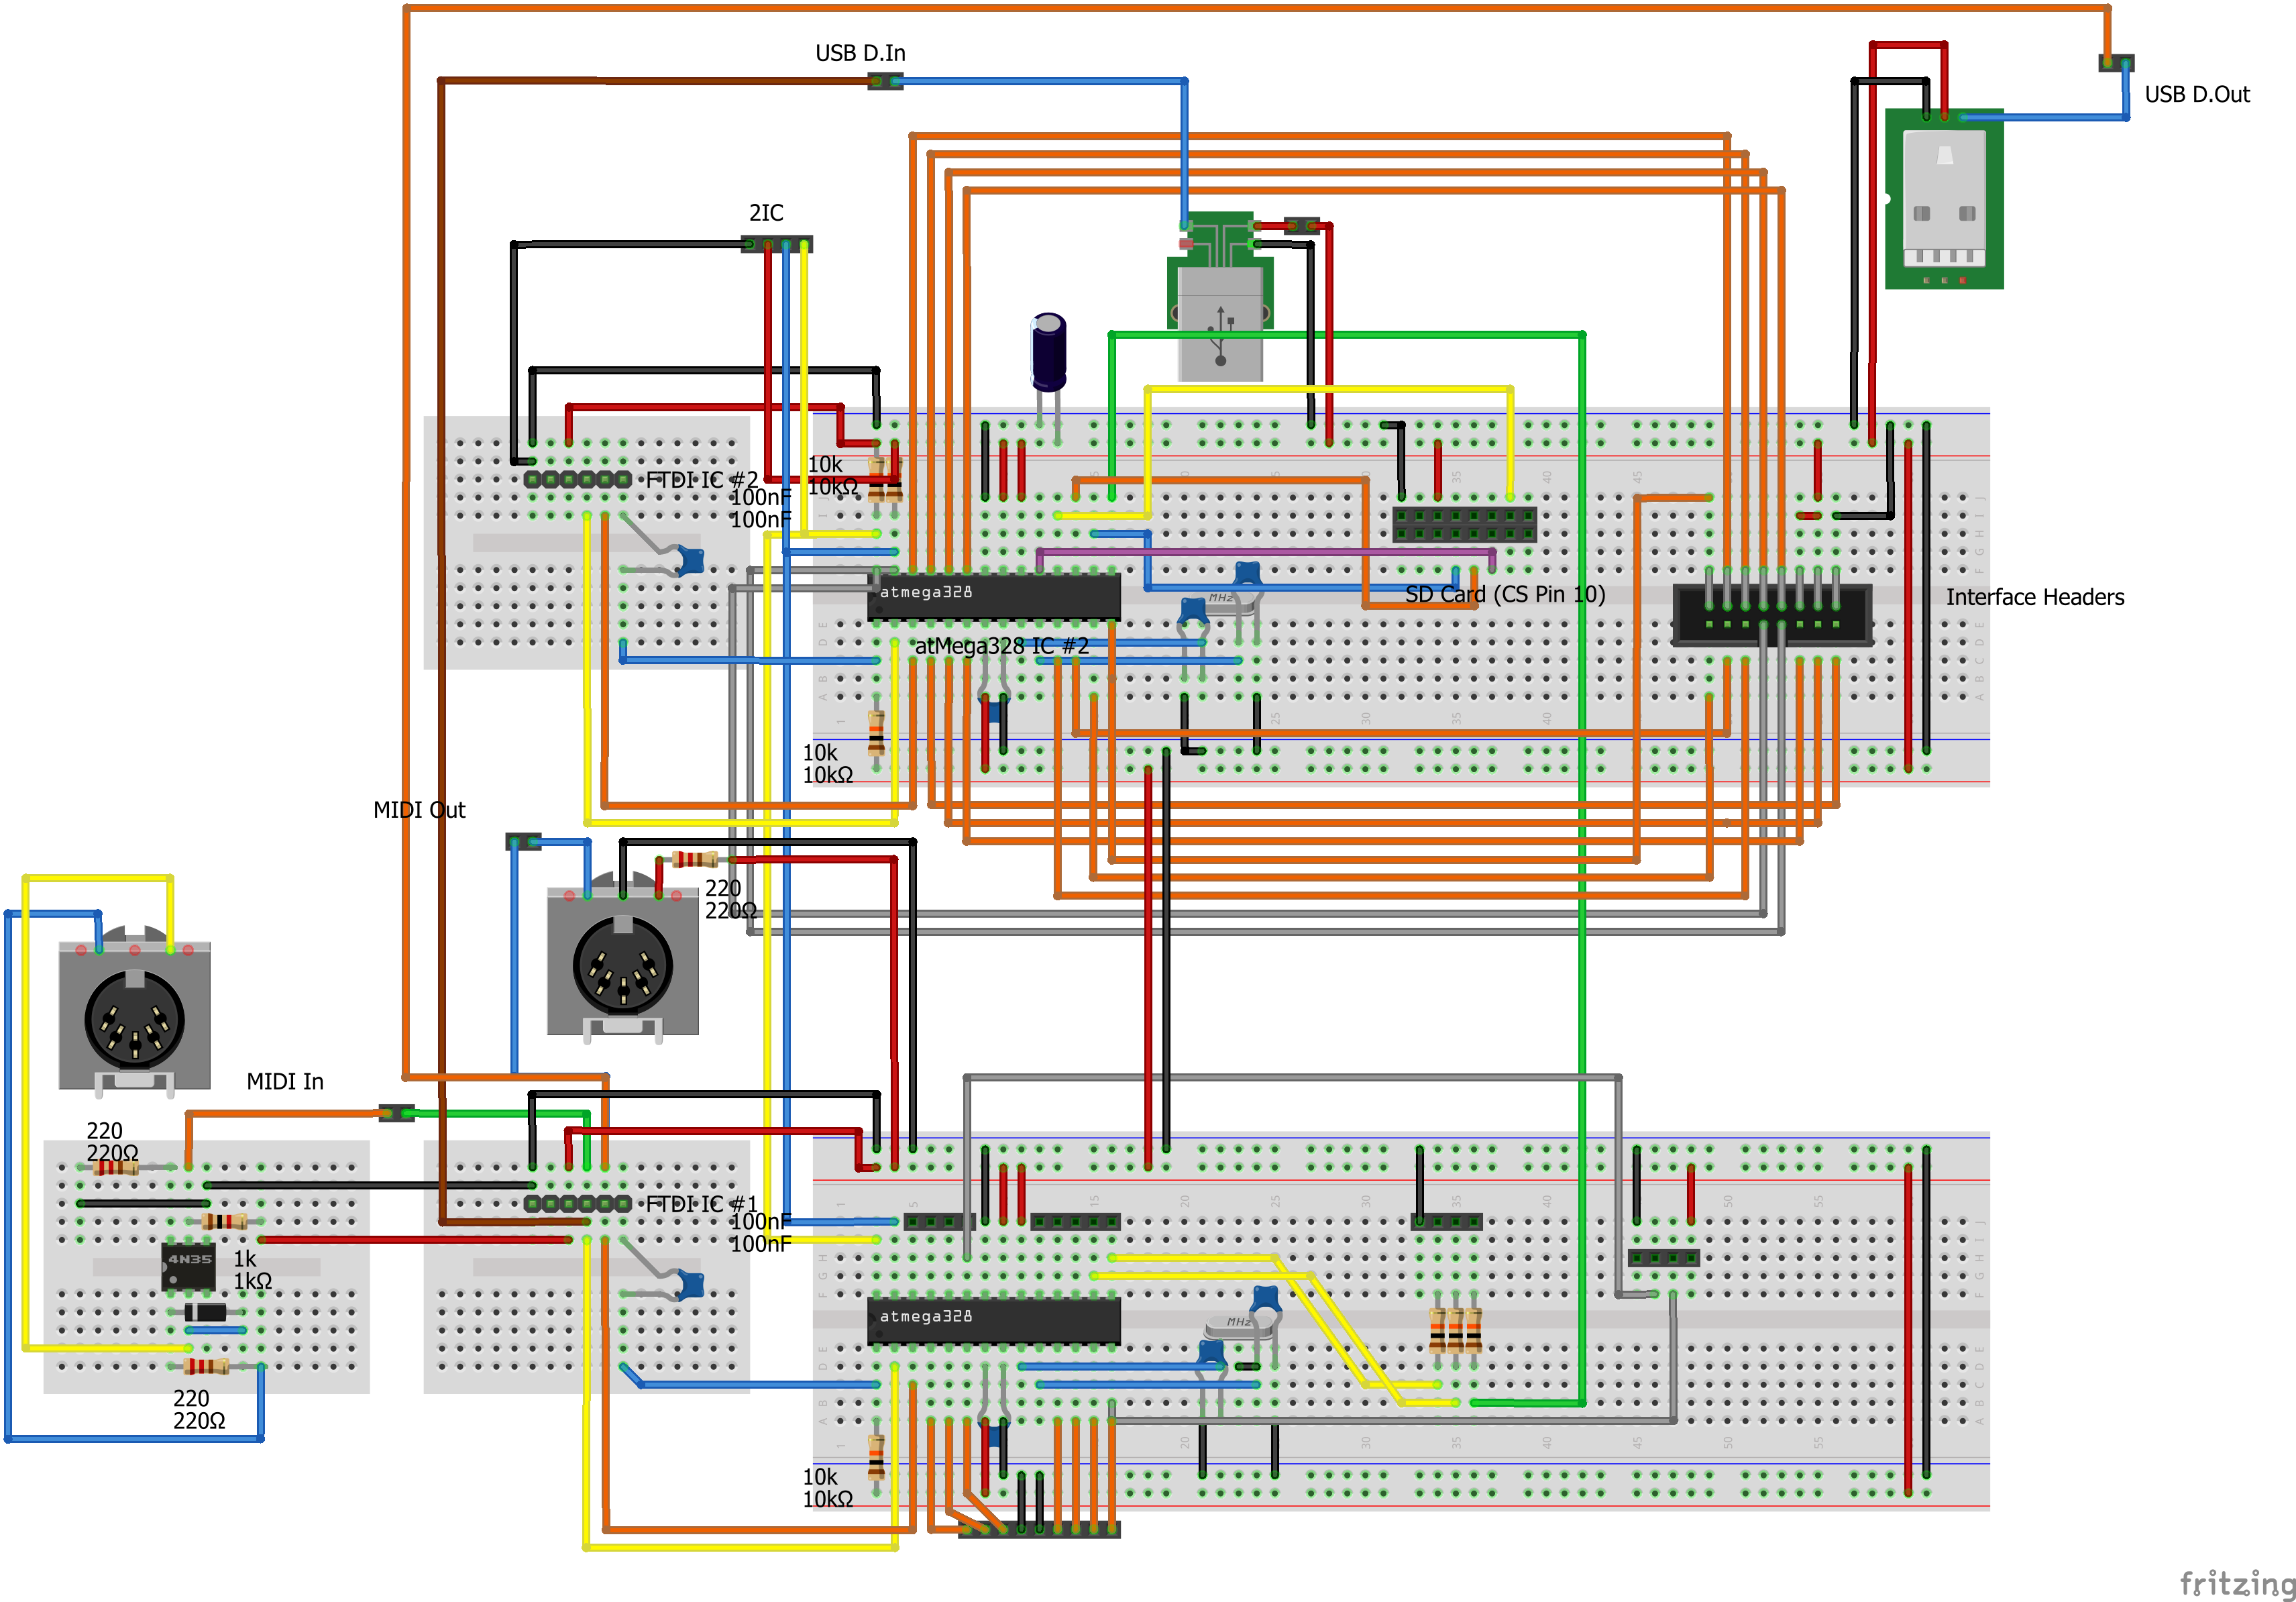 USB D.In
USB D.Out
2IC
10k
10kΩ
FTDI IC #2
100nF
100nF
atmega328
MHz
SD Card (CS Pin 10)
Interface Headers
atMega328 IC #2
10k
10kΩ
MIDI Out
220
220Ω
MIDI In
220
220Ω
FTDI IC #1
100nF
100nF
4N35
1k
1kΩ
atmega328
MHz
220
220Ω
10k
10kΩ
fritzing